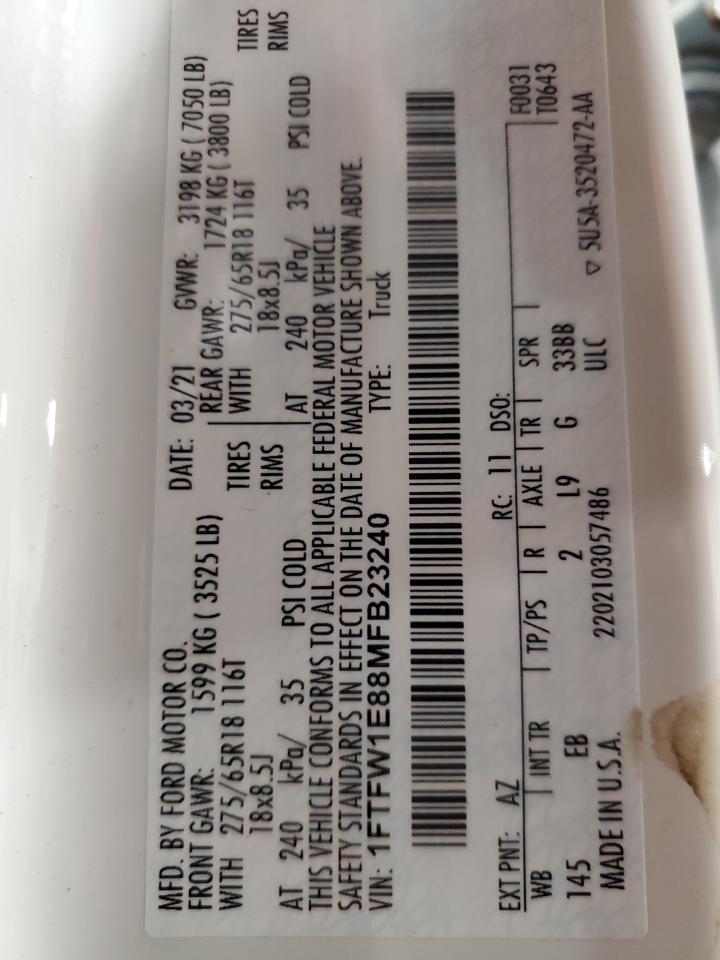 MFD. BY FORD MOTOR CO.
DATE: 03/21 GVWR: 3198 KG ( 7050 LB)
FRONT GAWR: 1599 KG ( 3525 LB) REAR GAWR: 1724 KG ( 3800 LB)
WITH 275/65R18 116T TIRES WITH 275/65R18 116T TIRES
18x8.5J RIMS 18x8.5J RIMS
AT 240 kPa/ 35 PSI COLD AT 240 kPa/ 35 PSI COLD
THIS VEHICLE CONFORMS TO ALL APPLICABLE FEDERAL MOTOR VEHICLE
SAFETY STANDARDS IN EFFECT ON THE DATE OF MANUFACTURE SHOWN ABOVE.
VIN: 1FTFW1E88MFB23240 TYPE: Truck
F0031
T0643
EXT PNT: AZ RC: 11 DSO:
WB INT TR TP/PS R AXLE TR SPR
145 EB 2 L9 G 33BB
ULC
MADE IN U.S.A. 2202103057486
▽ 5U5A-3520472-AA